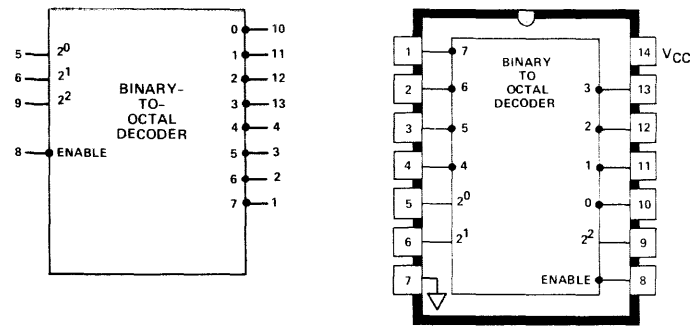 0 10
5 2⁰ 1 11
6 2¹ 2 12
9 2² 3 13
BINARY-
TO-
OCTAL
DECODER
4 4
8 ENABLE 5 3
6 2
7 1
1 7 14 VCC
BINARY
TO
OCTAL
DECODER
2 6 3 13
3 5 2 12
4 4 1 11
5 2⁰ 0 10
6 2¹ 2² 9
7 ENABLE 8